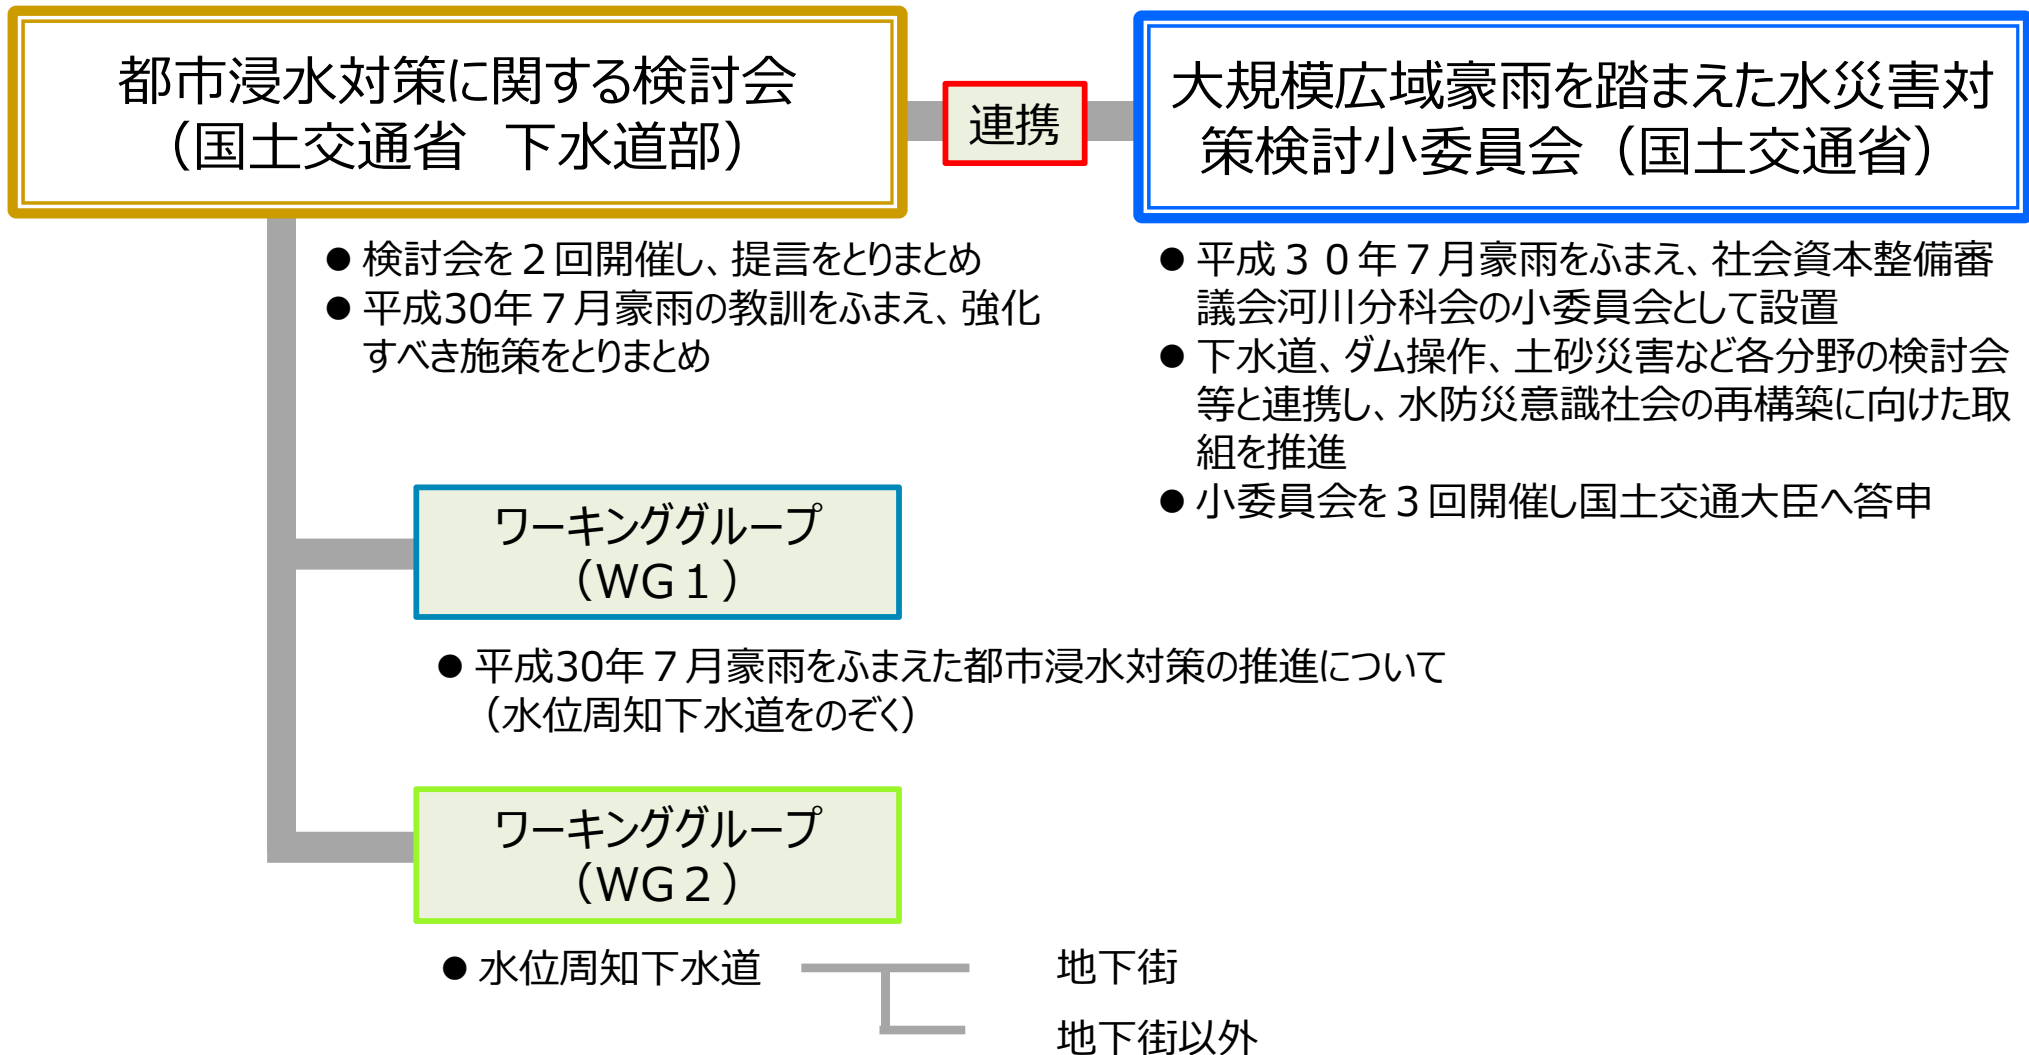 都市浸水対策に関する検討会
（国土交通省　下水道部）
連携
大規模広域豪雨を踏まえた水災害対
策検討小委員会（国土交通省）
●検討会を２回開催し、提言をとりまとめ
●平成30年７月豪雨の教訓をふまえ、強化
すべき施策をとりまとめ
●平成３０年７月豪雨をふまえ、社会資本整備審
議会河川分科会の小委員会として設置
●下水道、ダム操作、土砂災害など各分野の検討会
等と連携し、水防災意識社会の再構築に向けた取
組を推進
●小委員会を３回開催し国土交通大臣へ答申
ワーキンググループ
（WG１）
●平成30年７月豪雨をふまえた都市浸水対策の推進について
（水位周知下水道をのぞく）
ワーキンググループ
（WG２）
●水位周知下水道
地下街
地下街以外